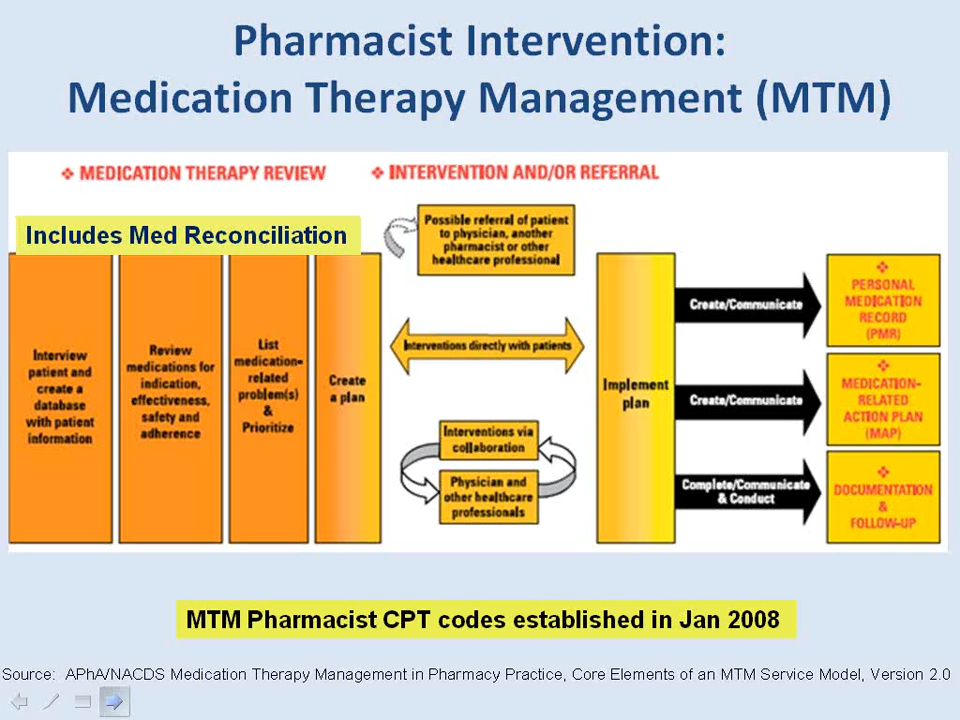 Pharmacist Intervention:
Medication Therapy Management (MTM)
❖ MEDICATION THERAPY REVIEW
❖ INTERVENTION AND/OR REFERRAL
Includes Med Reconciliation
Interview
patient and
create a
database
with patient
information
Review
medications for
indication,
effectiveness,
safety and
adherence
List
medication-
related
problem(s)
&
Prioritize
Create
a plan
Possible referral of patient
to physician, another
pharmacist or other
healthcare professional
Interventions directly with patients
Interventions via
collaboration
Physician and
other healthcare
professionals
Implement
plan
Create/Communicate
❖
PERSONAL
MEDICATION
RECORD
(PMR)
Create/Communicate
❖
MEDICATION-
RELATED
ACTION PLAN
(MAP)
Complete/Communicate
& Conduct
❖
DOCUMENTATION
&
FOLLOW-UP
MTM Pharmacist CPT codes established in Jan 2008
Source: APhA/NACDS Medication Therapy Management in Pharmacy Practice, Core Elements of an MTM Service Model, Version 2.0